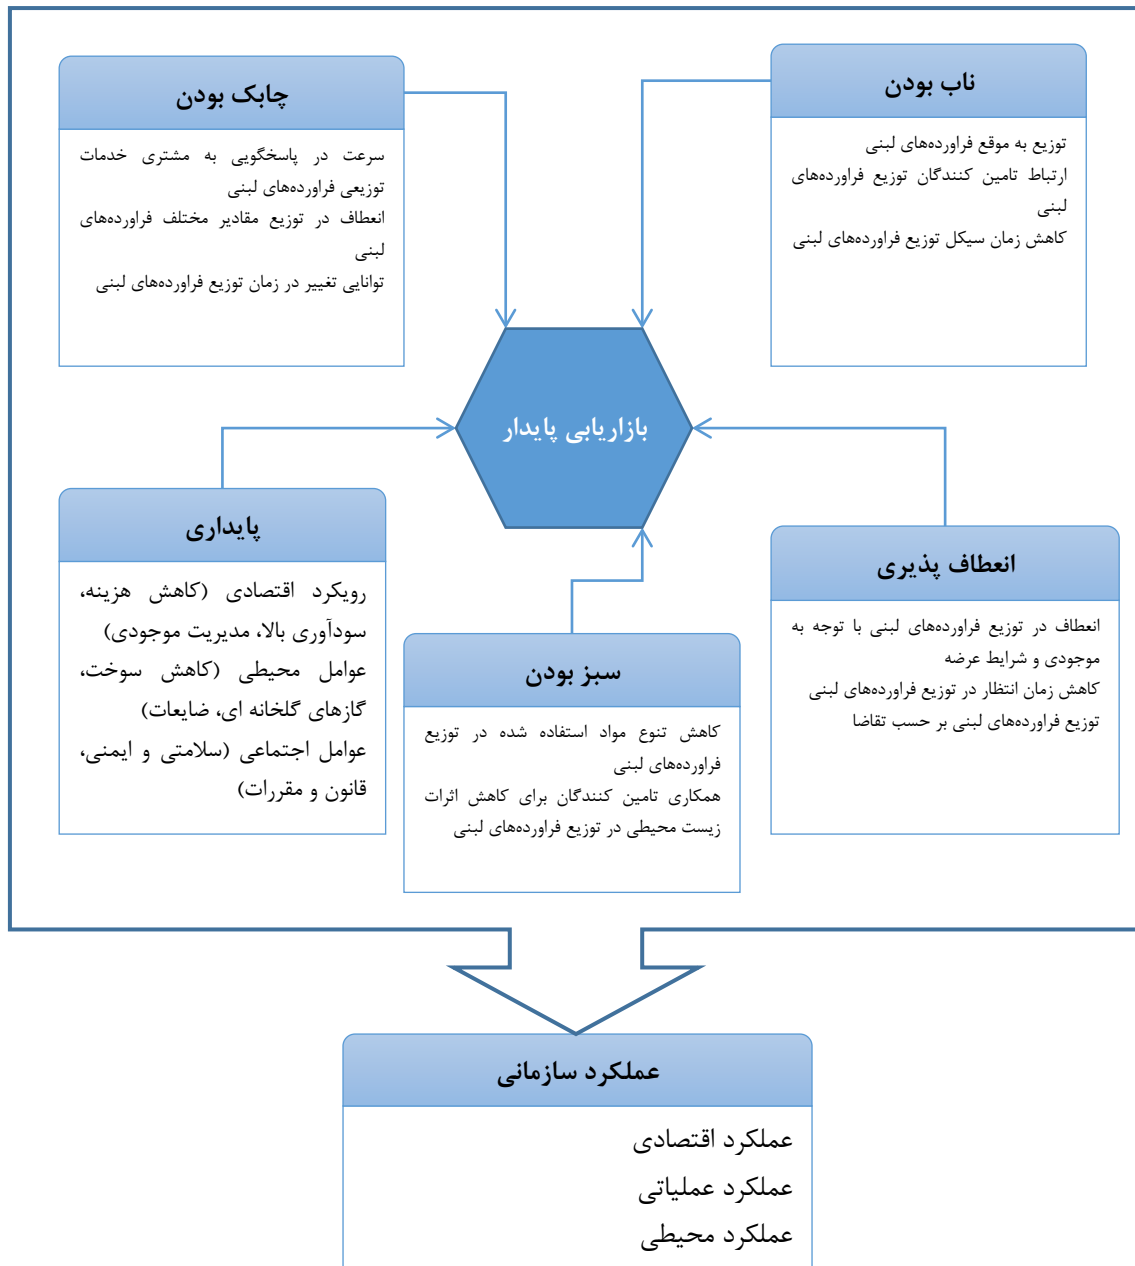 ناب بودن
توزیع به موقع فراورده‌های لبنی
ارتباط تامین کنندگان توزیع فراورده‌های
لبنی
کاهش زمان سیکل توزیع فراورده‌های لبنی
چابک بودن
سرعت در پاسخگویی به مشتری خدمات
توزیعی فراورده‌های لبنی
انعطاف در توزیع مقادیر مختلف فراورده‌های
لبنی
توانایی تغییر در زمان توزیع فراورده‌های لبنی
بازاریابی پایدار
انعطاف پذیری
انعطاف در توزیع فراورده‌های لبنی با توجه به
موجودی و شرایط عرضه
کاهش زمان انتظار در توزیع فراورده‌های لبنی
توزیع فراورده‌های لبنی بر حسب تقاضا
سبز بودن
کاهش تنوع مواد استفاده شده در توزیع
فراورده‌های لبنی
همکاری تامین کنندگان برای کاهش اثرات
زیست محیطی در توزیع فراورده‌های لبنی
پایداری
رویکرد اقتصادی (کاهش هزینه،
سودآوری بالا، مدیریت موجودی)
عوامل محیطی (کاهش سوخت،
گازهای گلخانه ای، ضایعات)
عوامل اجتماعی (سلامتی و ایمنی،
قانون و مقررات)
عملکرد سازمانی
عملکرد اقتصادی
عملکرد عملیاتی
عملکرد محیطی